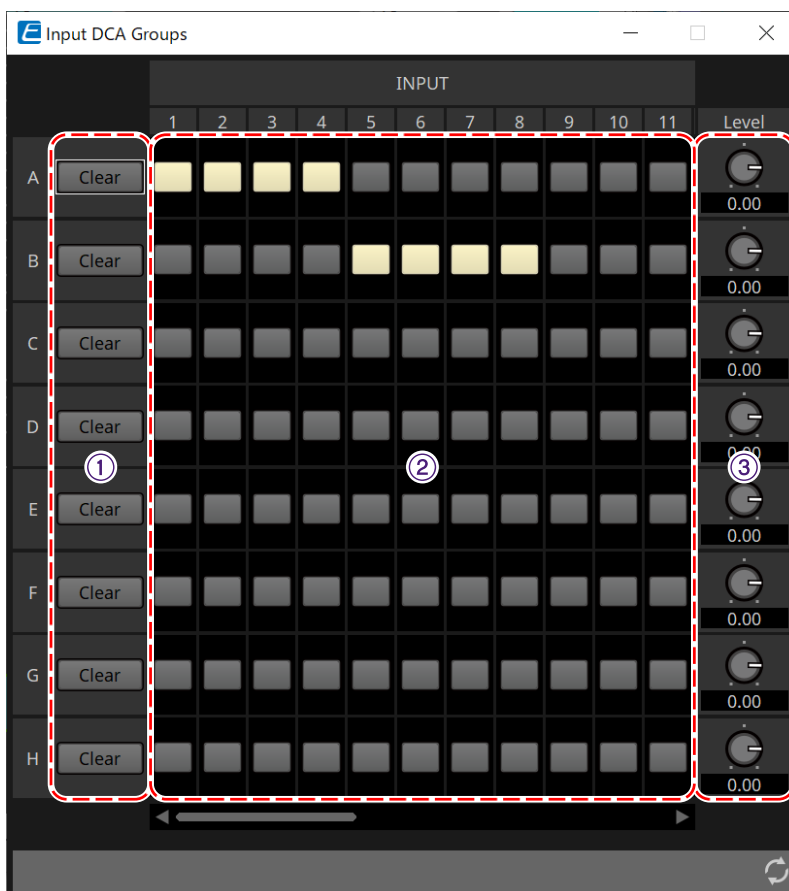 E Input DCA Groups
INPUT
1 2 3 4 5 6 7 8 9 10 11 Level
A Clear 0.00
B Clear 0.00
C Clear 0.00
D Clear
① ② ③
E Clear 0.00
F Clear 0.00
G Clear 0.00
H Clear 0.00